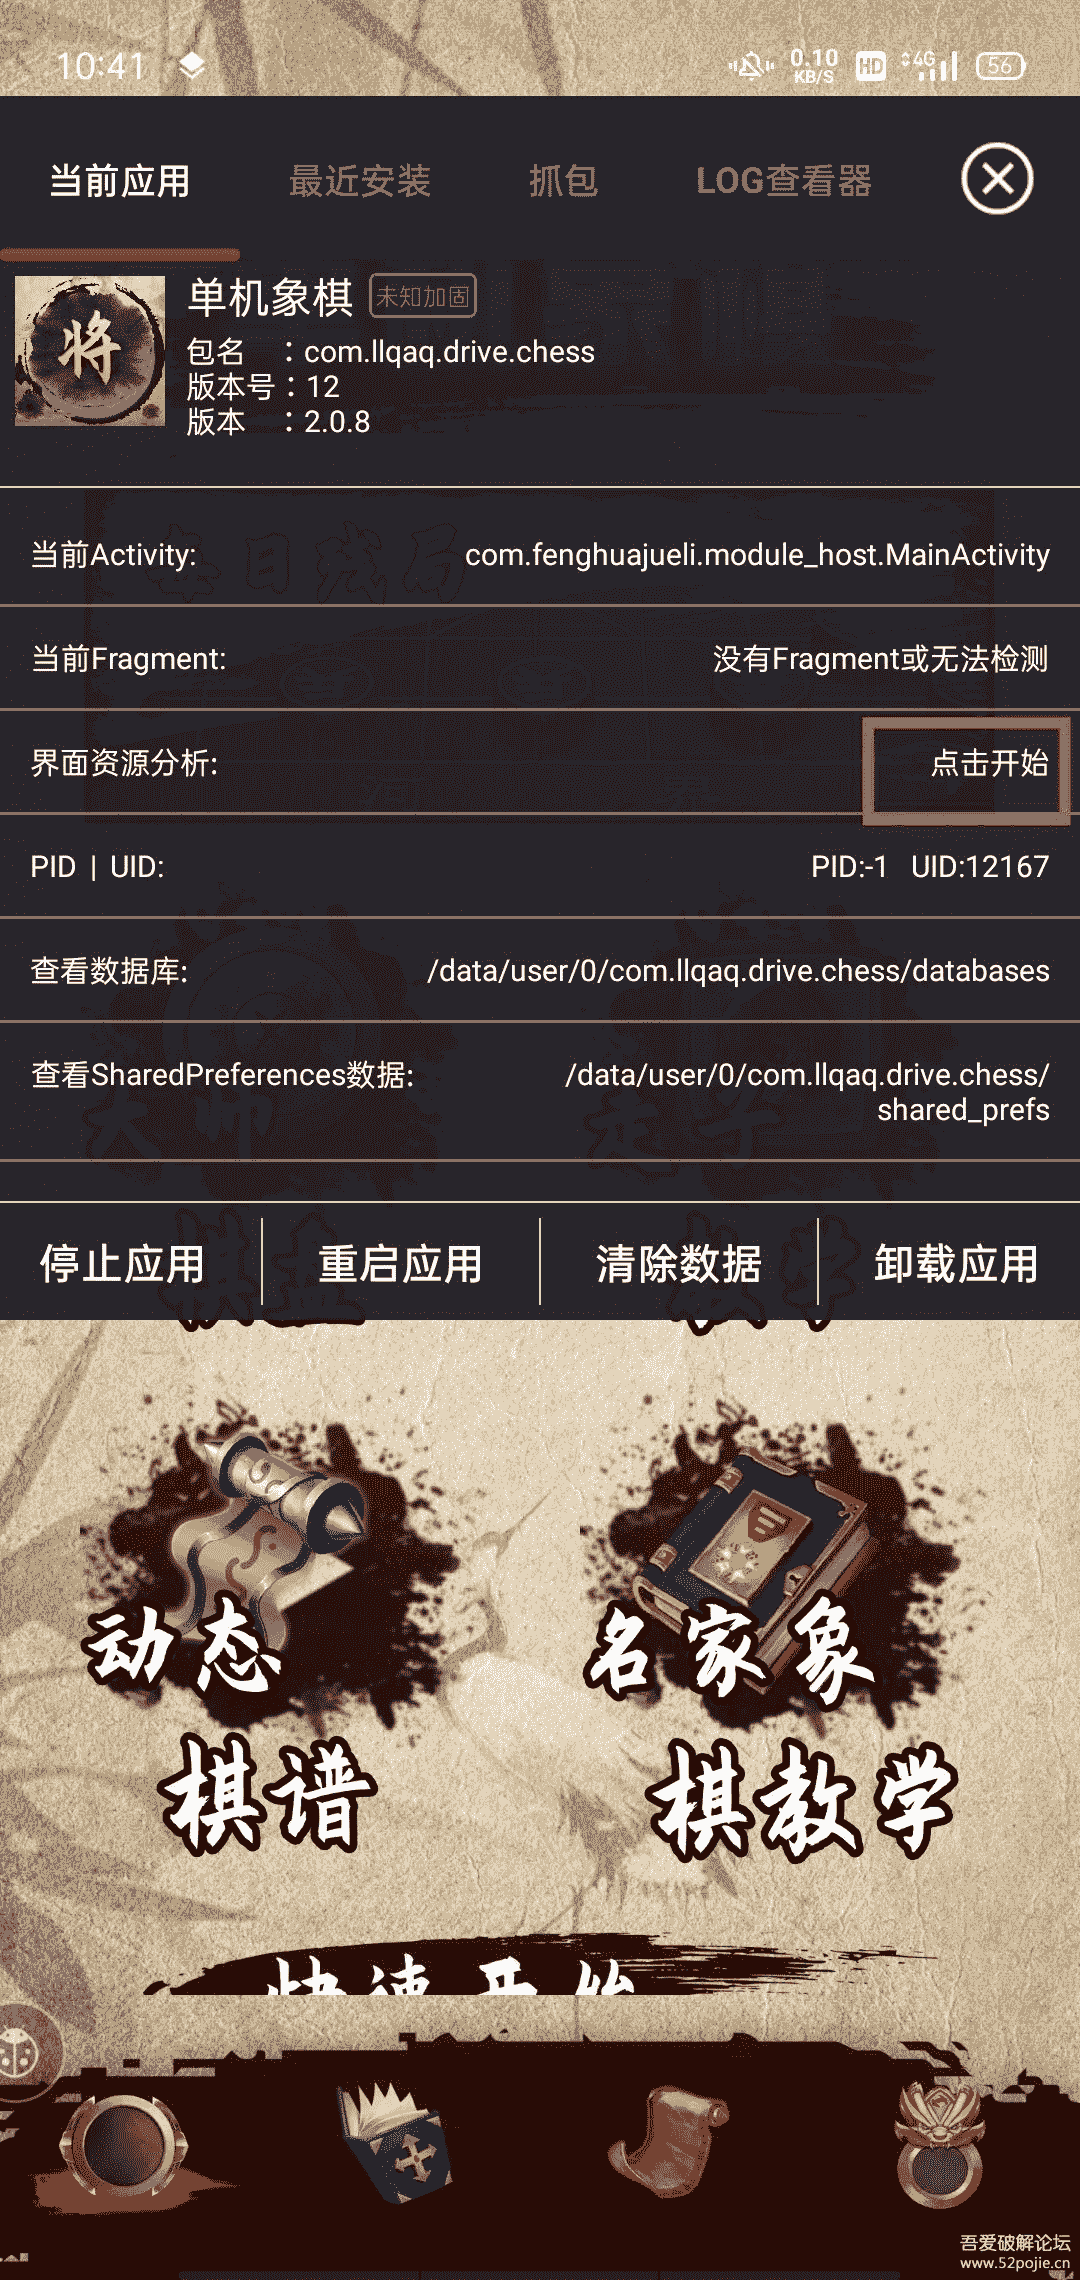 10:41
0.10
KB/S
HD
4G
56
当前应用 最近安装 抓包 LOG查看器
将
单机象棋 未知加固
包名 ：com.llqaq.drive.chess
版本号：12
版本 ：2.0.8
每日残局
当前Activity: com.fenghuajueli.module_host.MainActivity
当前Fragment: 没有Fragment或无法检测
界面资源分析: 点击开始
PID | UID: PID:-1 UID:12167
查看数据库: /data/user/0/com.llqaq.drive.chess/databases
查看SharedPreferences数据: /data/user/0/com.llqaq.drive.chess/
shared_prefs
停止应用 重启应用 清除数据 卸载应用
动态 名家象
棋谱 棋教学
快速开始
吾爱破解论坛
www.52pojie.cn